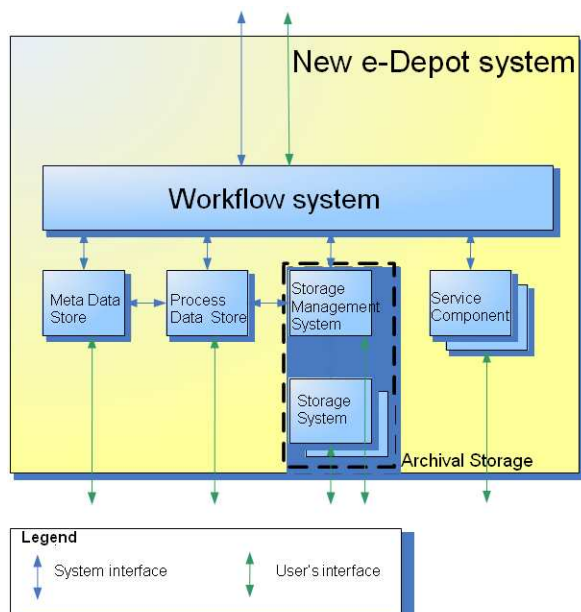 New e-Depot system
Workflow system
Meta Data
Store
Process
Data Store
Storage
Management
System
Service
Component
Storage
System
Archival Storage
Legend
System interface
User's interface